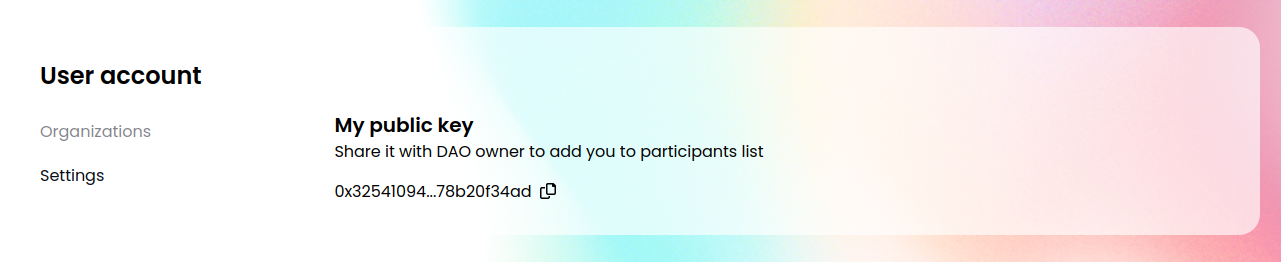 User account
Organizations
Settings
My public key
Share it with DAO owner to add you to participants list
0x32541094...78b20f34ad